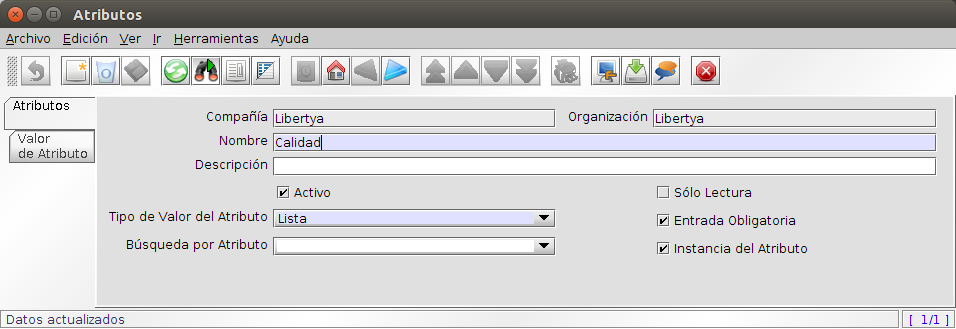 Atributos
Archivo Edición Ver Ir Herramientas Ayuda
Atributos
Valor
de Atributo
Compañía Libertya Organización Libertya
Nombre Calidad
Descripción
Activo Sólo Lectura
Tipo de Valor del Atributo Lista Entrada Obligatoria
Búsqueda por Atributo Instancia del Atributo
Datos actualizados [ 1/1 ]